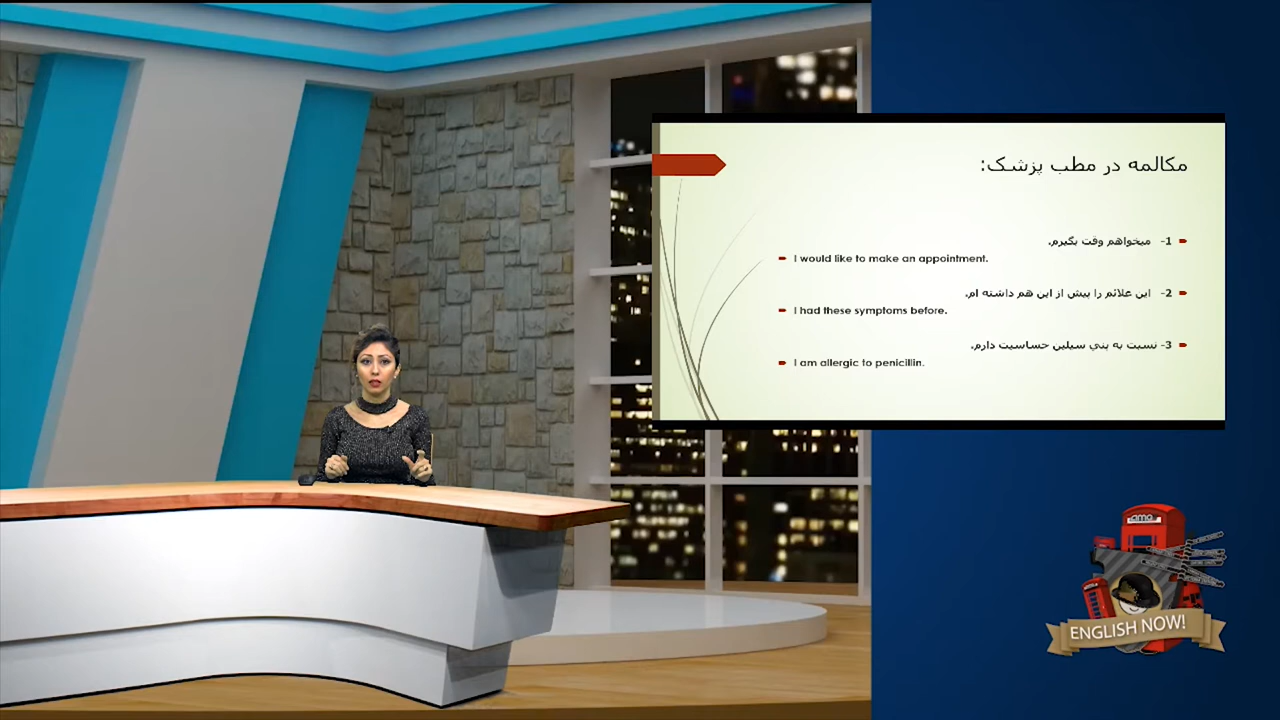 مکالمه در مطب پزشک:
1- میخواهم وقت بگیرم.
I would like to make an appointment.
2- این علائم را پیش از این هم داشته ام.
I had these symptoms before.
3- نسبت به پنی سیلین حساسیت دارم.
I am allergic to penicillin.
ENGLISH NOW!